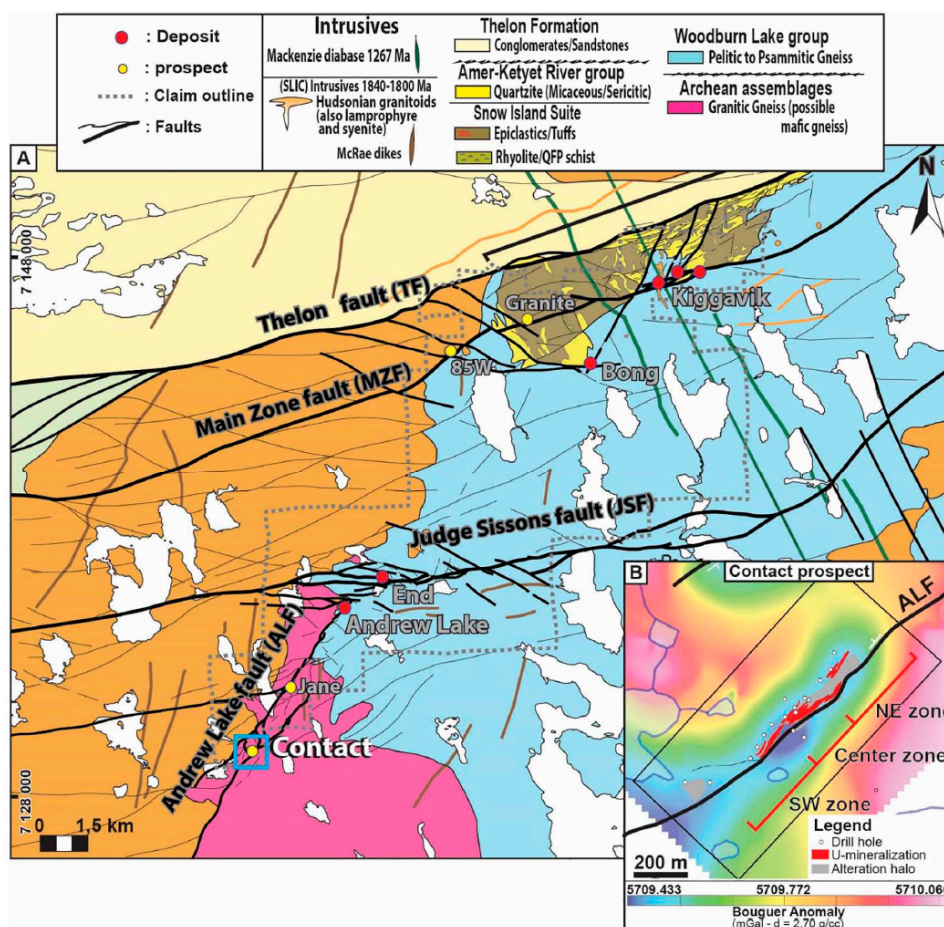 : Deposit
: prospect
: Claim outline
: Faults
Intrusives
Mackenzie diabase 1267 Ma
(SLIC) Intrusives 1840-1800 Ma
Hudsonian granitoids
(also lamprophyre
and syenite)
McRae dikes
Thelon Formation
Conglomerates/Sandstones
Amer-Ketyet River group
Quartzite (Micaceous/Sericitic)
Snow Island Suite
Epiclastics/Tuffs
Rhyolite/QFP schist
Woodburn Lake group
Pelitic to Psammitic Gneiss
Archean assemblages
Granitic Gneiss (possible
mafic gneiss)
A
N
7 148 000
Thelon fault (TF)
Granite
Kiggavik
85W
Bong
Main Zone fault (MZF)
Judge Sissons fault (JSF)
End
Andrew Lake
Andrew Lake fault (ALF)
Jane
Contact
7 128 000
0 1,5 km
B
Contact prospect
ALF
NE zone
Center zone
SW zone
Legend
Drill hole
U-mineralization
Alteration halo
200 m
5709.433 5709.772 5710.06
Bouguer Anomaly
(mGal - d = 2.70 g/cc)